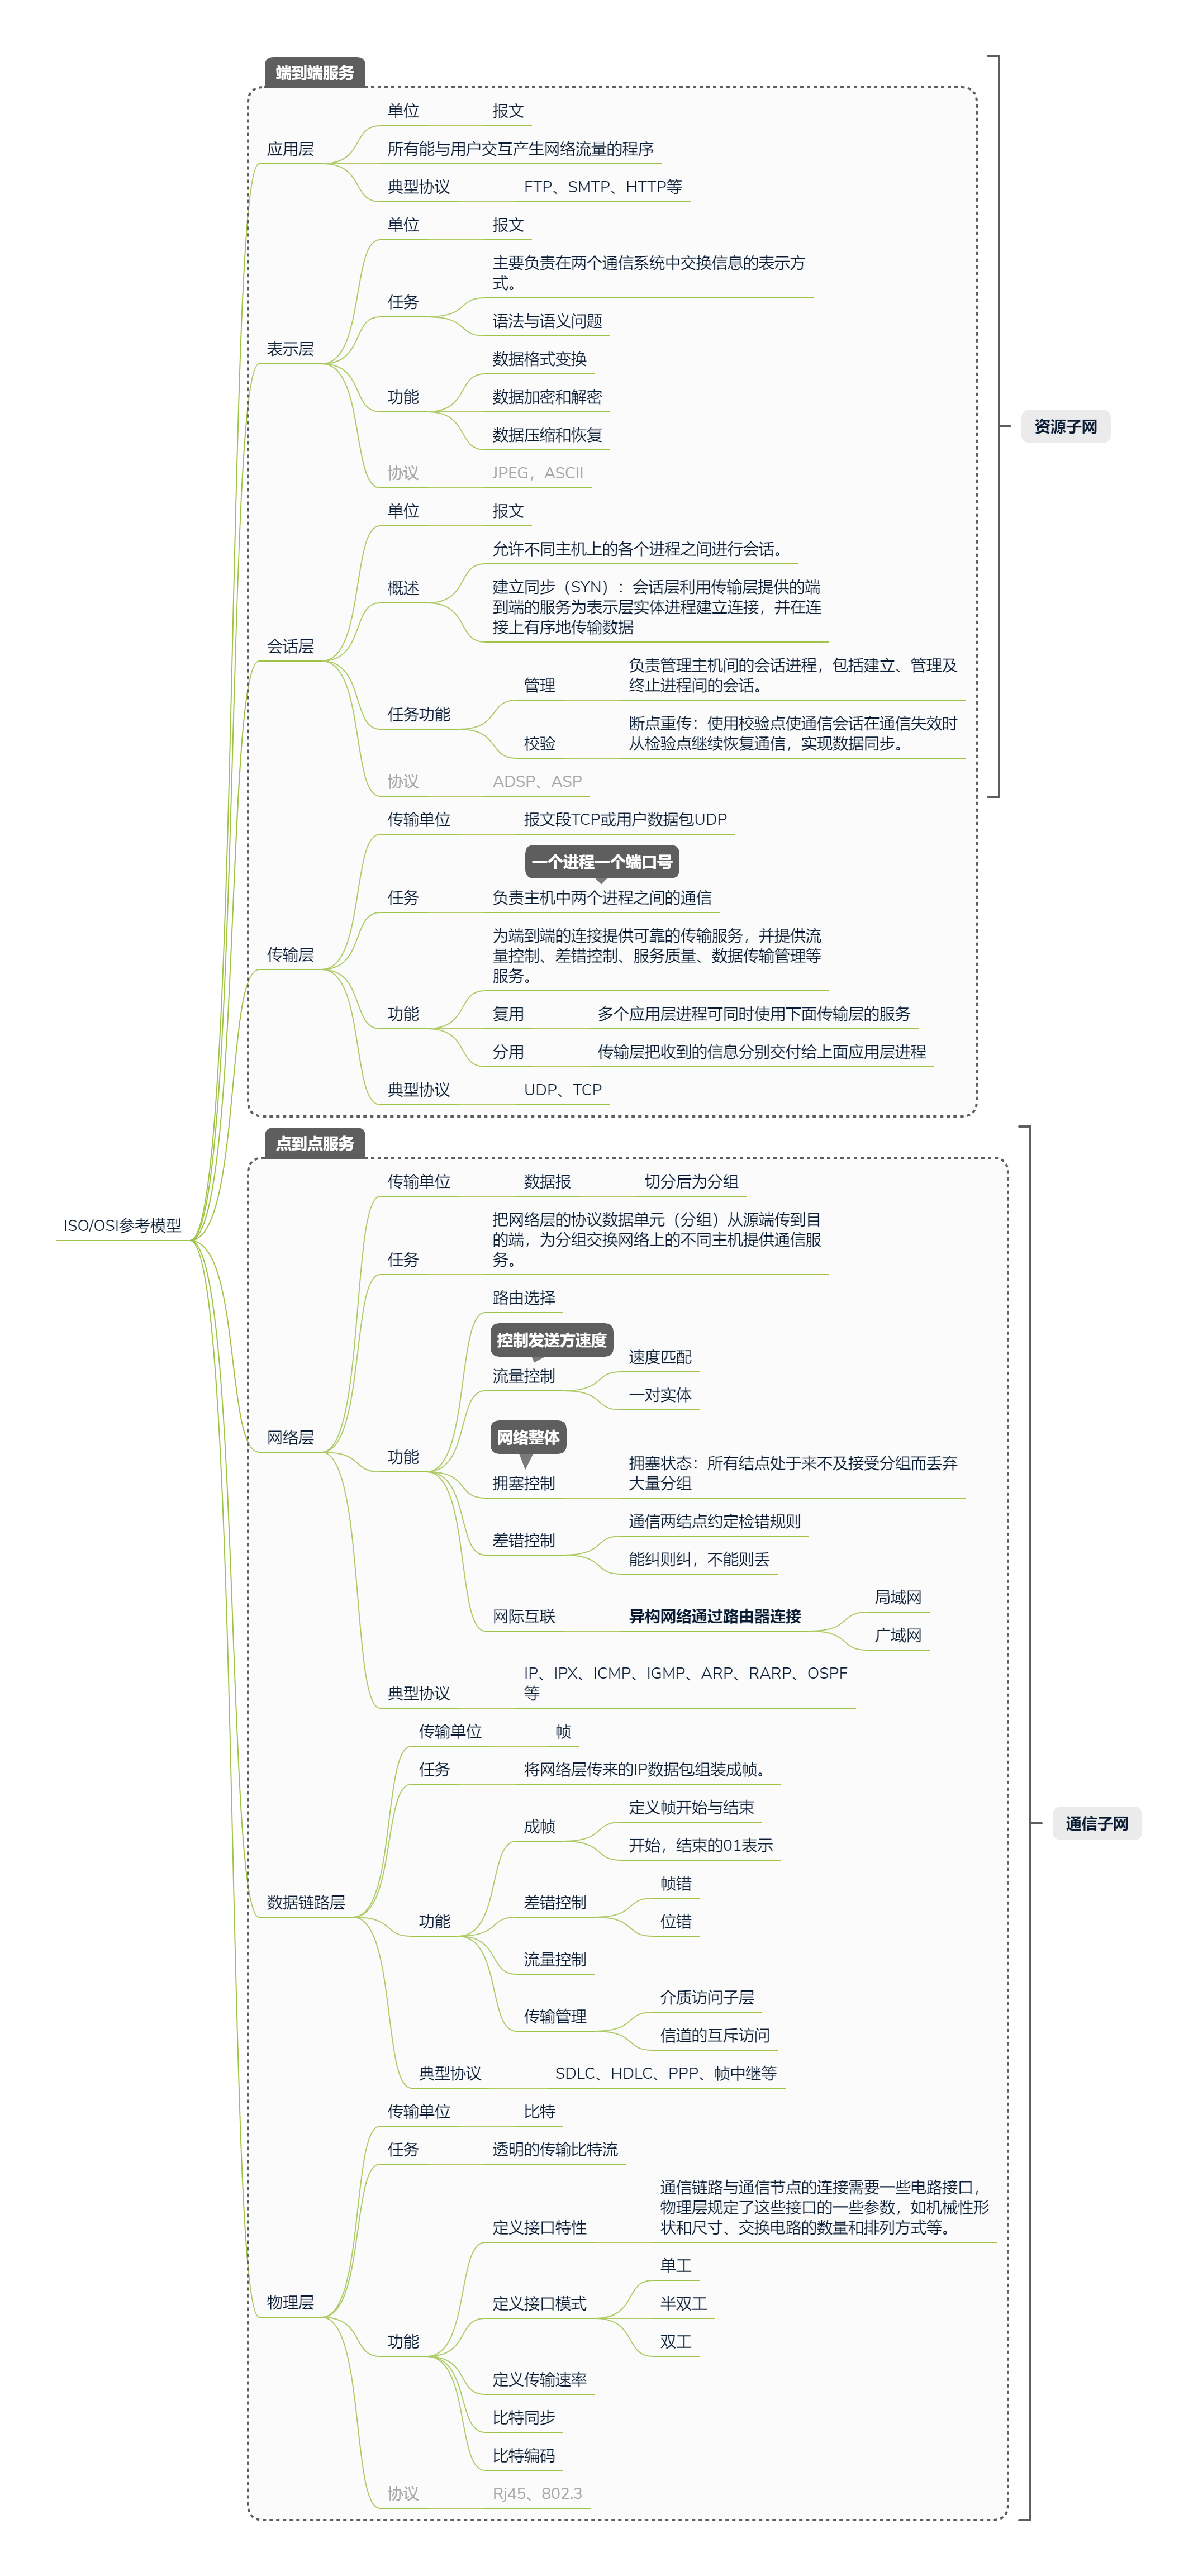 端到端服务
单位
报文
应用层
所有能与用户交互产生网络流量的程序
典型协议
FTP、SMTP、HTTP等
单位
报文
主要负责在两个通信系统中交换信息的表示方
式。
任务
语法与语义问题
表示层
数据格式变换
功能
数据加密和解密
数据压缩和恢复
资源子网
协议
JPEG，ASCII
单位
报文
允许不同主机上的各个进程之间进行会话。
概述
建立同步（SYN）：会话层利用传输层提供的端
到端的服务为表示层实体进程建立连接，并在连
接上有序地传输数据
会话层
负责管理主机间的会话进程，包括建立、管理及
终止进程间的会话。
管理
任务功能
断点重传：使用校验点使通信会话在通信失效时
从检验点继续恢复通信，实现数据同步。
校验
协议
ADSP、ASP
传输单位
报文段TCP或用户数据包UDP
一个进程一个端口号
任务
负责主机中两个进程之间的通信
传输层
为端到端的连接提供可靠的传输服务，并提供流
量控制、差错控制、服务质量、数据传输管理等
服务。
功能
复用
多个应用层进程可同时使用下面传输层的服务
分用
传输层把收到的信息分别交付给上面应用层进程
典型协议
UDP、TCP
点到点服务
传输单位
数据报
切分后为分组
ISO/OSI参考模型
把网络层的协议数据单元（分组）从源端传到目
的端，为分组交换网络上的不同主机提供通信服
务。
任务
路由选择
控制发送方速度
流量控制
速度匹配
一对实体
网络层
功能
网络整体
拥塞控制
拥塞状态：所有结点处于来不及接受分组而丢弃
大量分组
差错控制
通信两结点约定检错规则
能纠则纠，不能则丢
网际互联
异构网络通过路由器连接
局域网
广域网
典型协议
IP、IPX、ICMP、IGMP、ARP、RARP、OSPF
等
传输单位
帧
任务
将网络层传来的IP数据包组装成帧。
成帧
定义帧开始与结束
开始，结束的01表示
通信子网
数据链路层
功能
差错控制
帧错
位错
流量控制
传输管理
介质访问子层
信道的互斥访问
典型协议
SDLC、HDLC、PPP、帧中继等
传输单位
比特
任务
透明的传输比特流
定义接口特性
通信链路与通信节点的连接需要一些电路接口，
物理层规定了这些接口的一些参数，如机械性形
状和尺寸、交换电路的数量和排列方式等。
物理层
功能
定义接口模式
单工
半双工
双工
定义传输速率
比特同步
比特编码
协议
Rj45、802.3